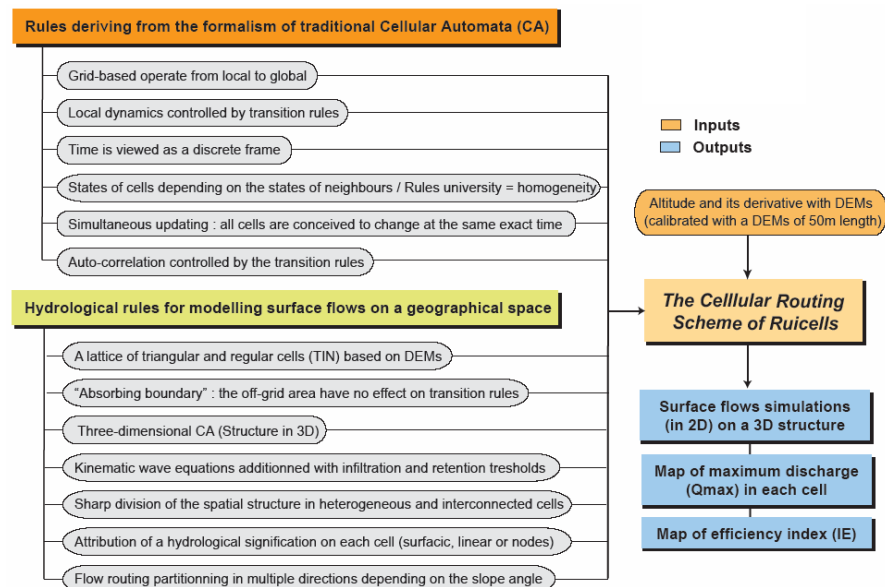 Rules deriving from the formalism of traditional Cellular Automata (CA)
Grid-based operate from local to global
Local dynamics controlled by transition rules
Time is viewed as a discrete frame
States of cells depending on the states of neighbours / Rules university = homogeneity
Simultaneous updating : all cells are conceived to change at the same exact time
Auto-correlation controlled by the transition rules
Hydrological rules for modelling surface flows on a geographical space
A lattice of triangular and regular cells (TIN) based on DEMs
“Absorbing boundary” : the off-grid area have no effect on transition rules
Three-dimensional CA (Structure in 3D)
Kinematic wave equations additionned with infiltration and retention tresholds
Sharp division of the spatial structure in heterogeneous and interconnected cells
Attribution of a hydrological signification on each cell (surfacic, linear or nodes)
Flow routing partitionning in multiple directions depending on the slope angle
Inputs
Outputs
Altitude and its derivative with DEMs
(calibrated with a DEMs of 50m length)
The Celllular Routing
Scheme of Ruicells
Surface flows simulations
(in 2D) on a 3D structure
Map of maximum discharge
(Qmax) in each cell
Map of efficiency index (IE)